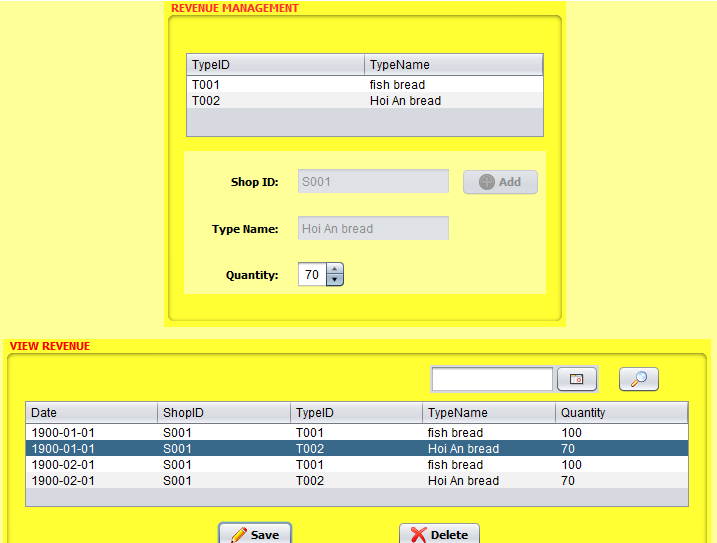 REVENUE MANAGEMENT
TypeID TypeName
T001 fish bread
T002 Hoi An bread
Shop ID: S001 Add
Type Name: Hoi An bread
Quantity: 70
VIEW REVENUE
Date ShopID TypeID TypeName Quantity
1900-01-01 S001 T001 fish bread 100
1900-01-01 S001 T002 Hoi An bread 70
1900-02-01 S001 T001 fish bread 100
1900-02-01 S001 T002 Hoi An bread 70
Save Delete